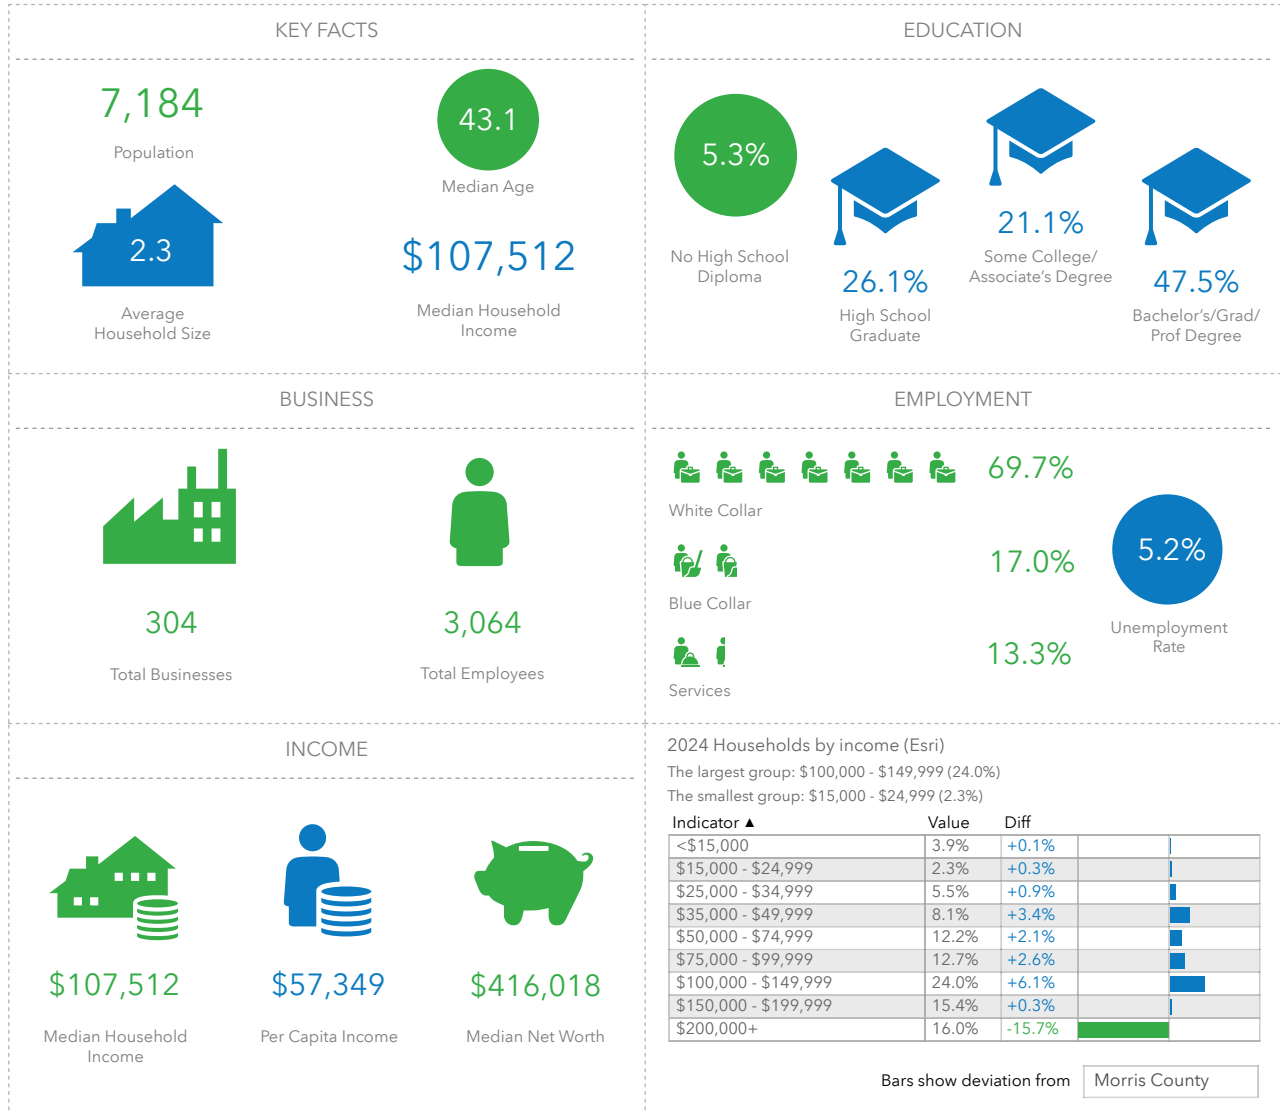 KEY FACTS
7,184
Population
43.1
Median Age
2.3
Average
Household Size
$107,512
Median Household
Income
EDUCATION
5.3%
No High School
Diploma
26.1%
High School
Graduate
21.1%
Some College/
Associate's Degree
47.5%
Bachelor's/Grad/
Prof Degree
BUSINESS
304
Total Businesses
3,064
Total Employees
EMPLOYMENT
69.7%
White Collar
17.0%
Blue Collar
13.3%
Services
5.2%
Unemployment
Rate
INCOME
$107,512
Median Household
Income
$57,349
Per Capita Income
$416,018
Median Net Worth
2024 Households by income (Esri)
The largest group: $100,000 - $149,999 (24.0%)
The smallest group: $15,000 - $24,999 (2.3%)
Indicator ▲ Value Diff
<$15,000 3.9% +0.1%
$15,000 - $24,999 2.3% +0.3%
$25,000 - $34,999 5.5% +0.9%
$35,000 - $49,999 8.1% +3.4%
$50,000 - $74,999 12.2% +2.1%
$75,000 - $99,999 12.7% +2.6%
$100,000 - $149,999 24.0% +6.1%
$150,000 - $199,999 15.4% +0.3%
$200,000+ 16.0% -15.7%
Bars show deviation from Morris County